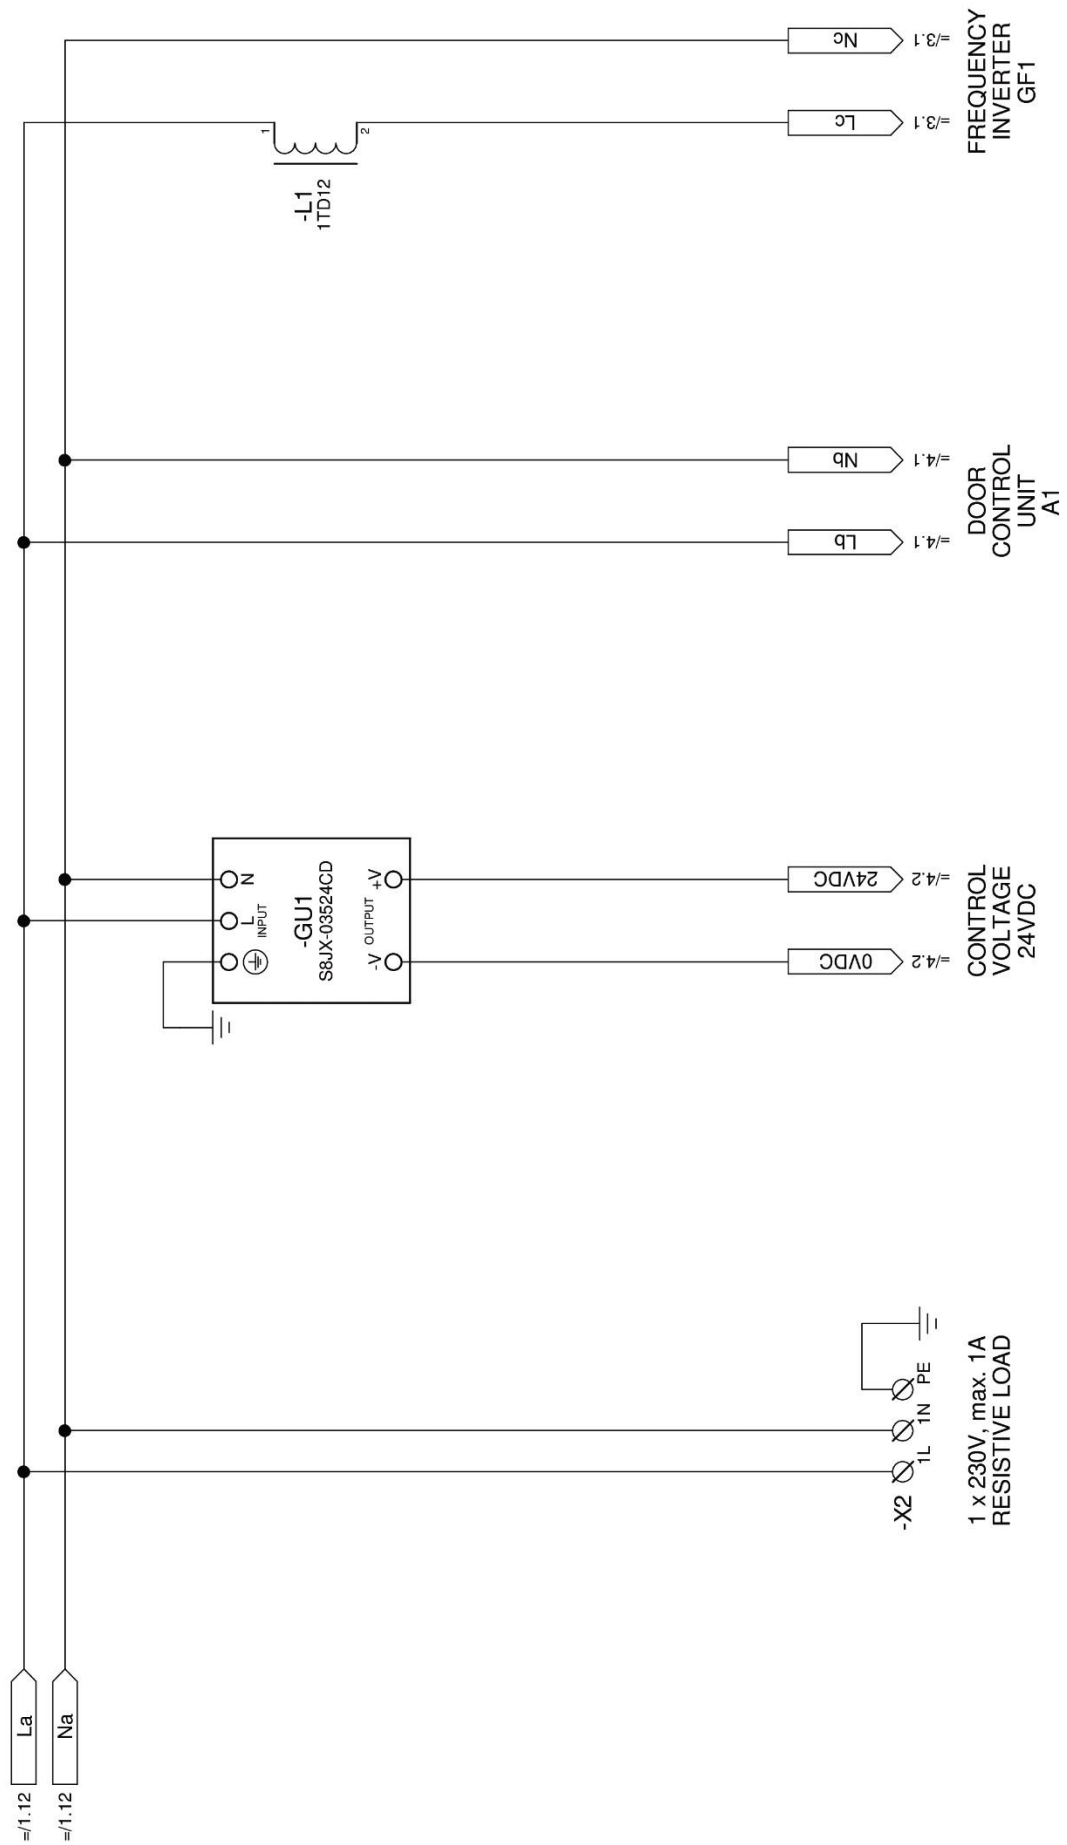 =/1.12
La
=/1.12
Na
-X2
1L
1N
PE
1 x 230V, max. 1A
RESISTIVE LOAD
L
N
INPUT
-GU1
S8JX-03524CD
OUTPUT
-V
+V
0VDC
=/4.2
24VDC
=/4.2
CONTROL
VOLTAGE
24VDC
Lb
=/4.1
Nb
=/4.1
DOOR
CONTROL
UNIT
A1
1
-L1
1TD12
2
Lc
=/3.1
Nc
=/3.1
FREQUENCY
INVERTER
GF1